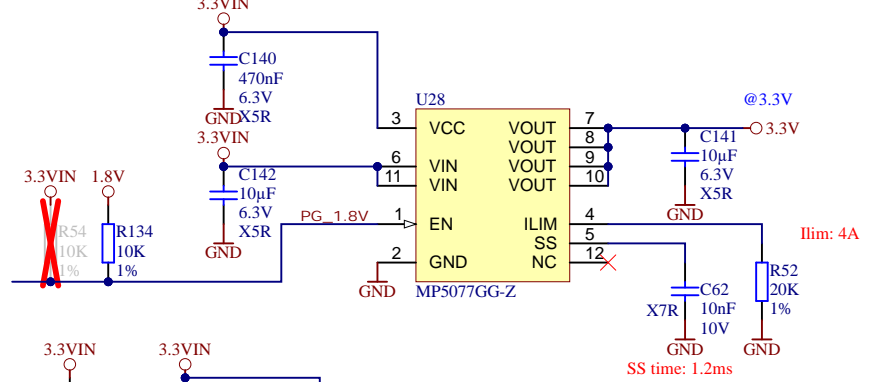 3.3VIN
C140
470nF
6.3V
X5R
GND
U28
@3.3V
3 VCC VOUT 7
VOUT 8
6 VIN VOUT 9
11 VIN VOUT 10
1 EN ILIM 4
SS 5
2 GND NC 12
MP5077GG-Z
3.3V
C141
10µF
6.3V
X5R
GND
3.3VIN
C142
10µF
6.3V
X5R
GND
3.3VIN
1.8V
R54
10K
1%
R134
10K
1%
PG_1.8V
GND
Ilim: 4A
R52
20K
1%
C62
X7R
10nF
10V
GND
GND
SS time: 1.2ms
3.3VIN
3.3VIN